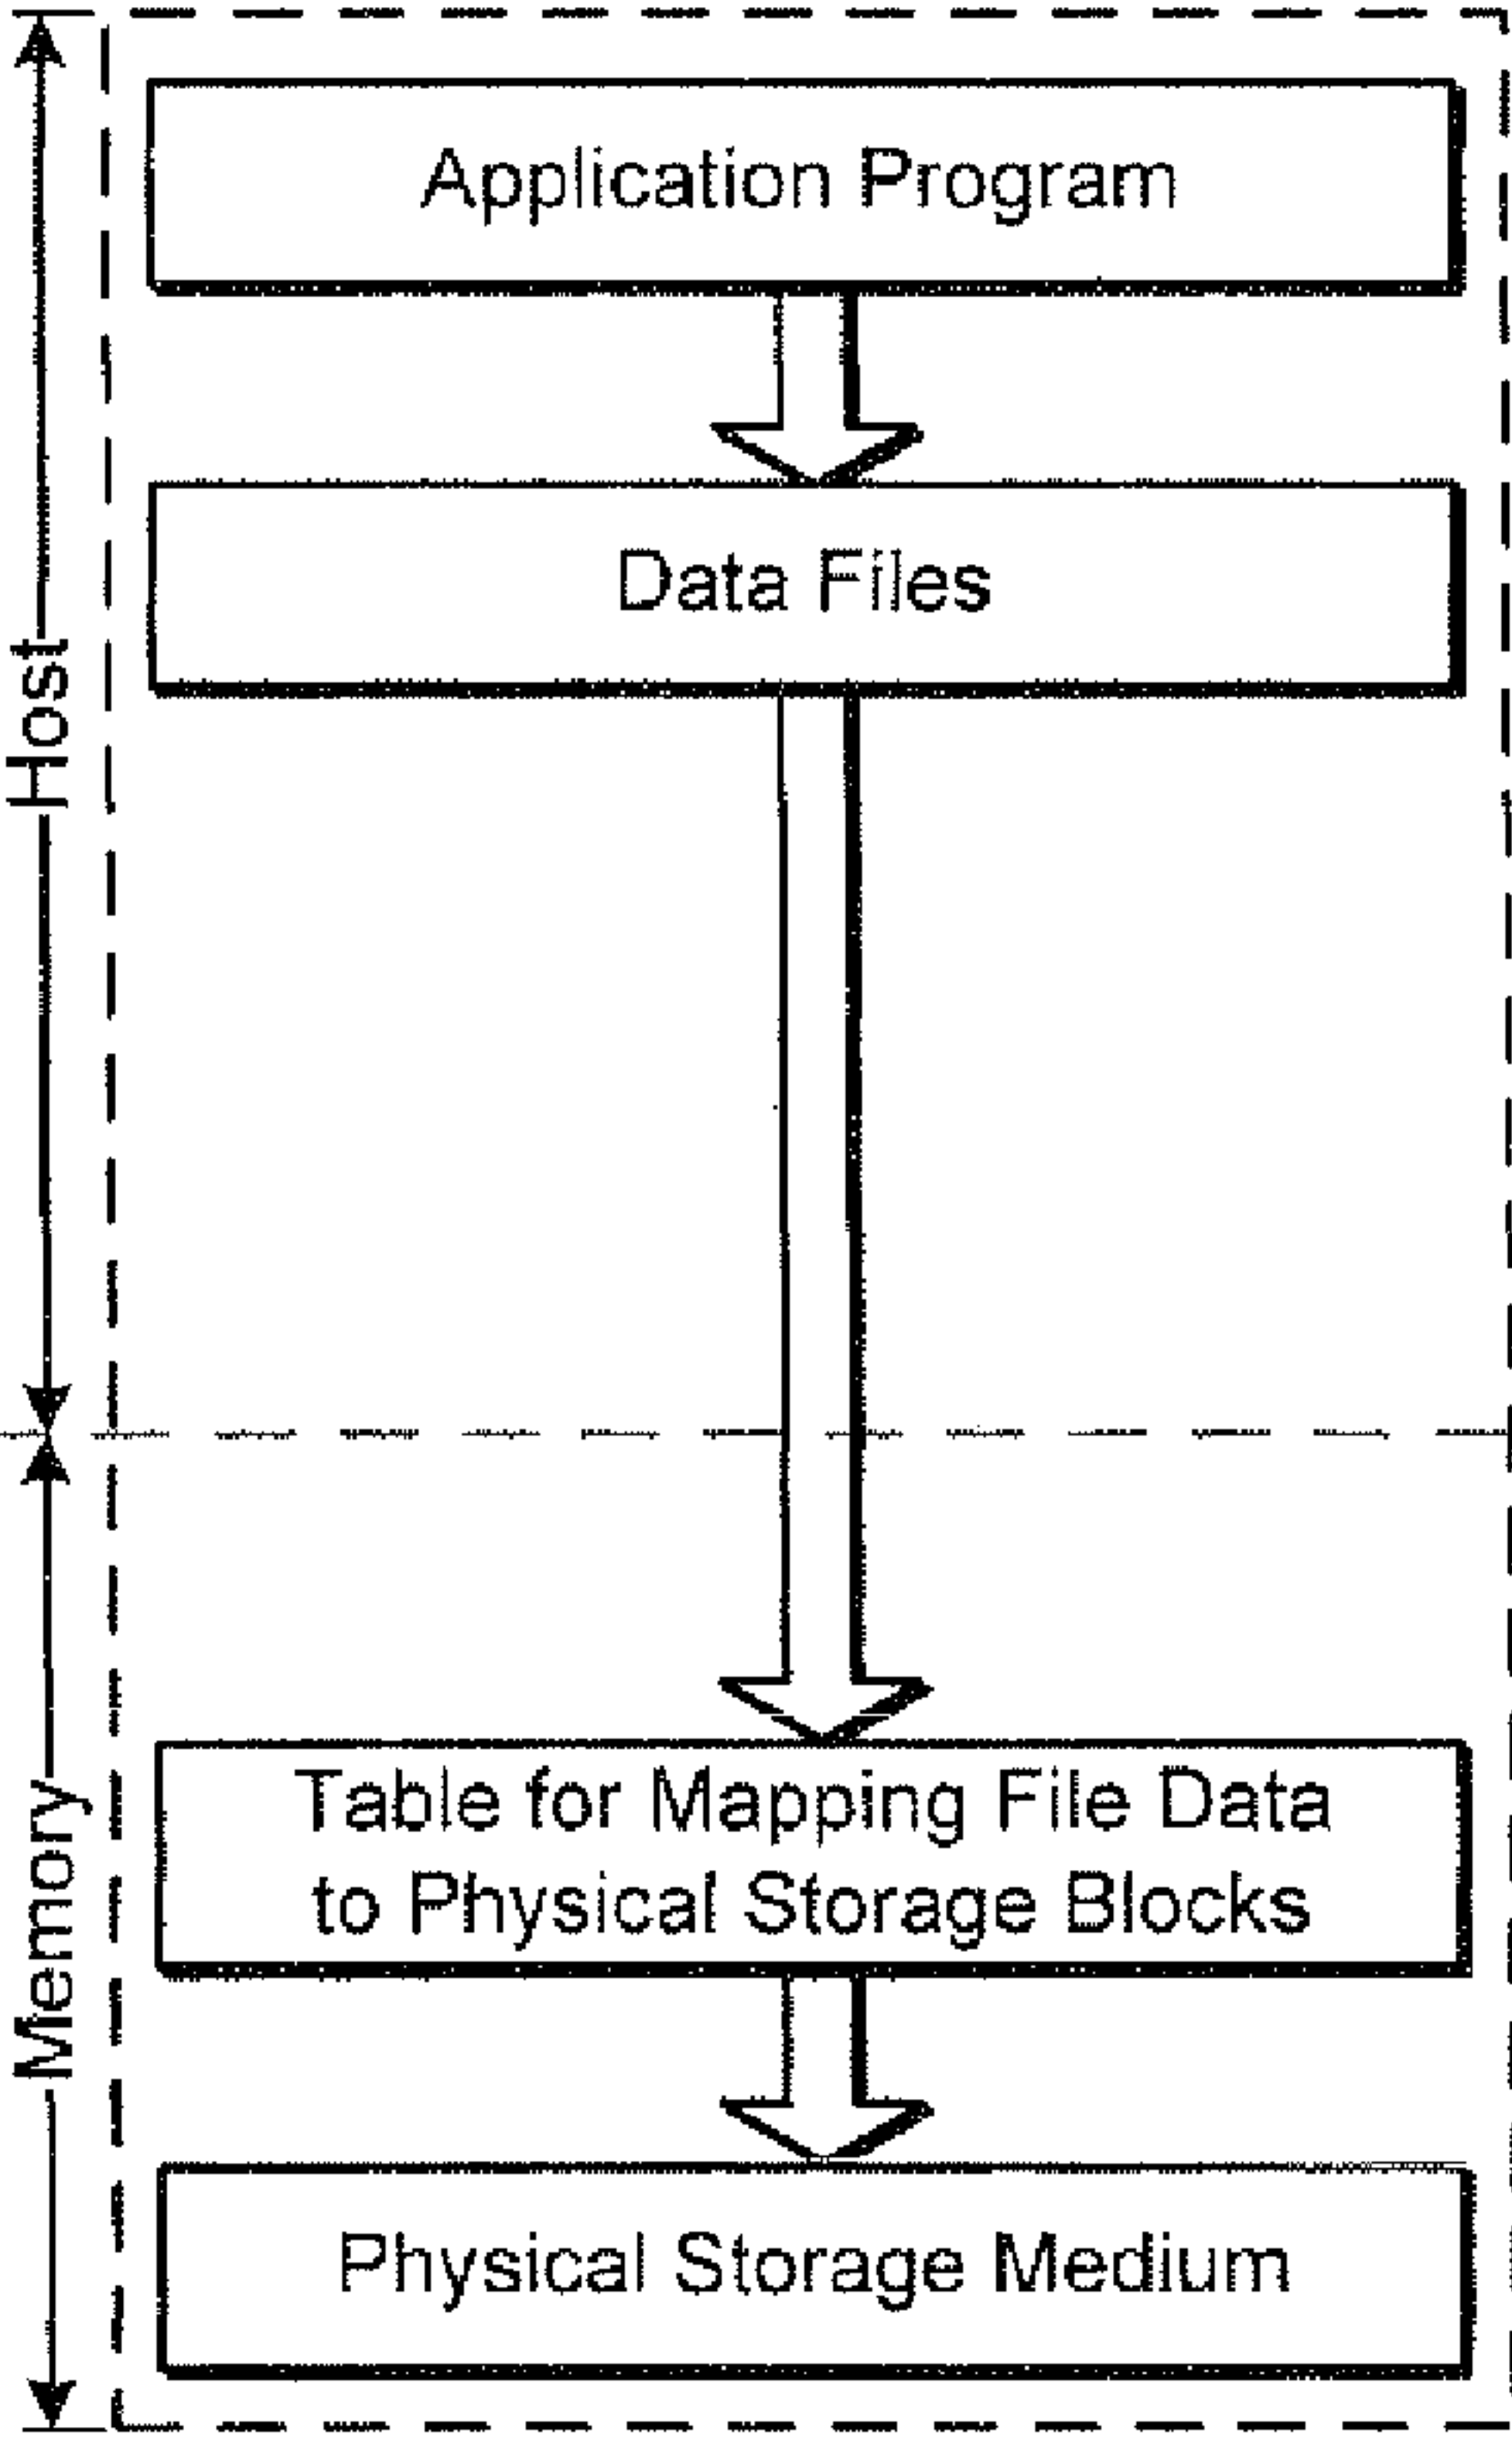 Application Program
Data Files
Host
Table for Mapping File Data
to Physical Storage Blocks
Memory
Physical Storage Medium